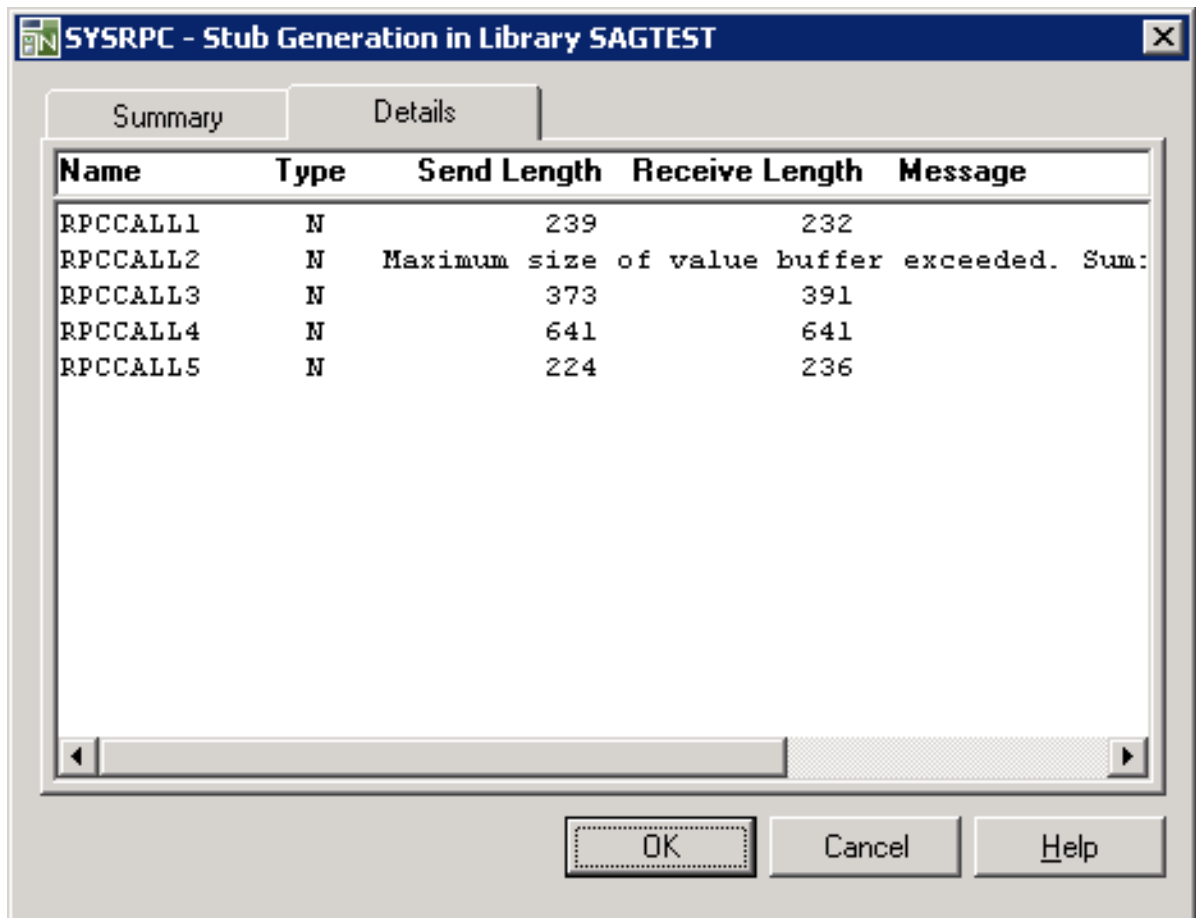 SYSRPC - Stub Generation in Library SAGTEST
Summary Details
Name Type Send Length Receive Length Message
RPCCALL1 N 239 232
RPCCALL2 N Maximum size of value buffer exceeded. Sum:
RPCCALL3 N 373 391
RPCCALL4 N 641 641
RPCCALL5 N 224 236
OK Cancel Help